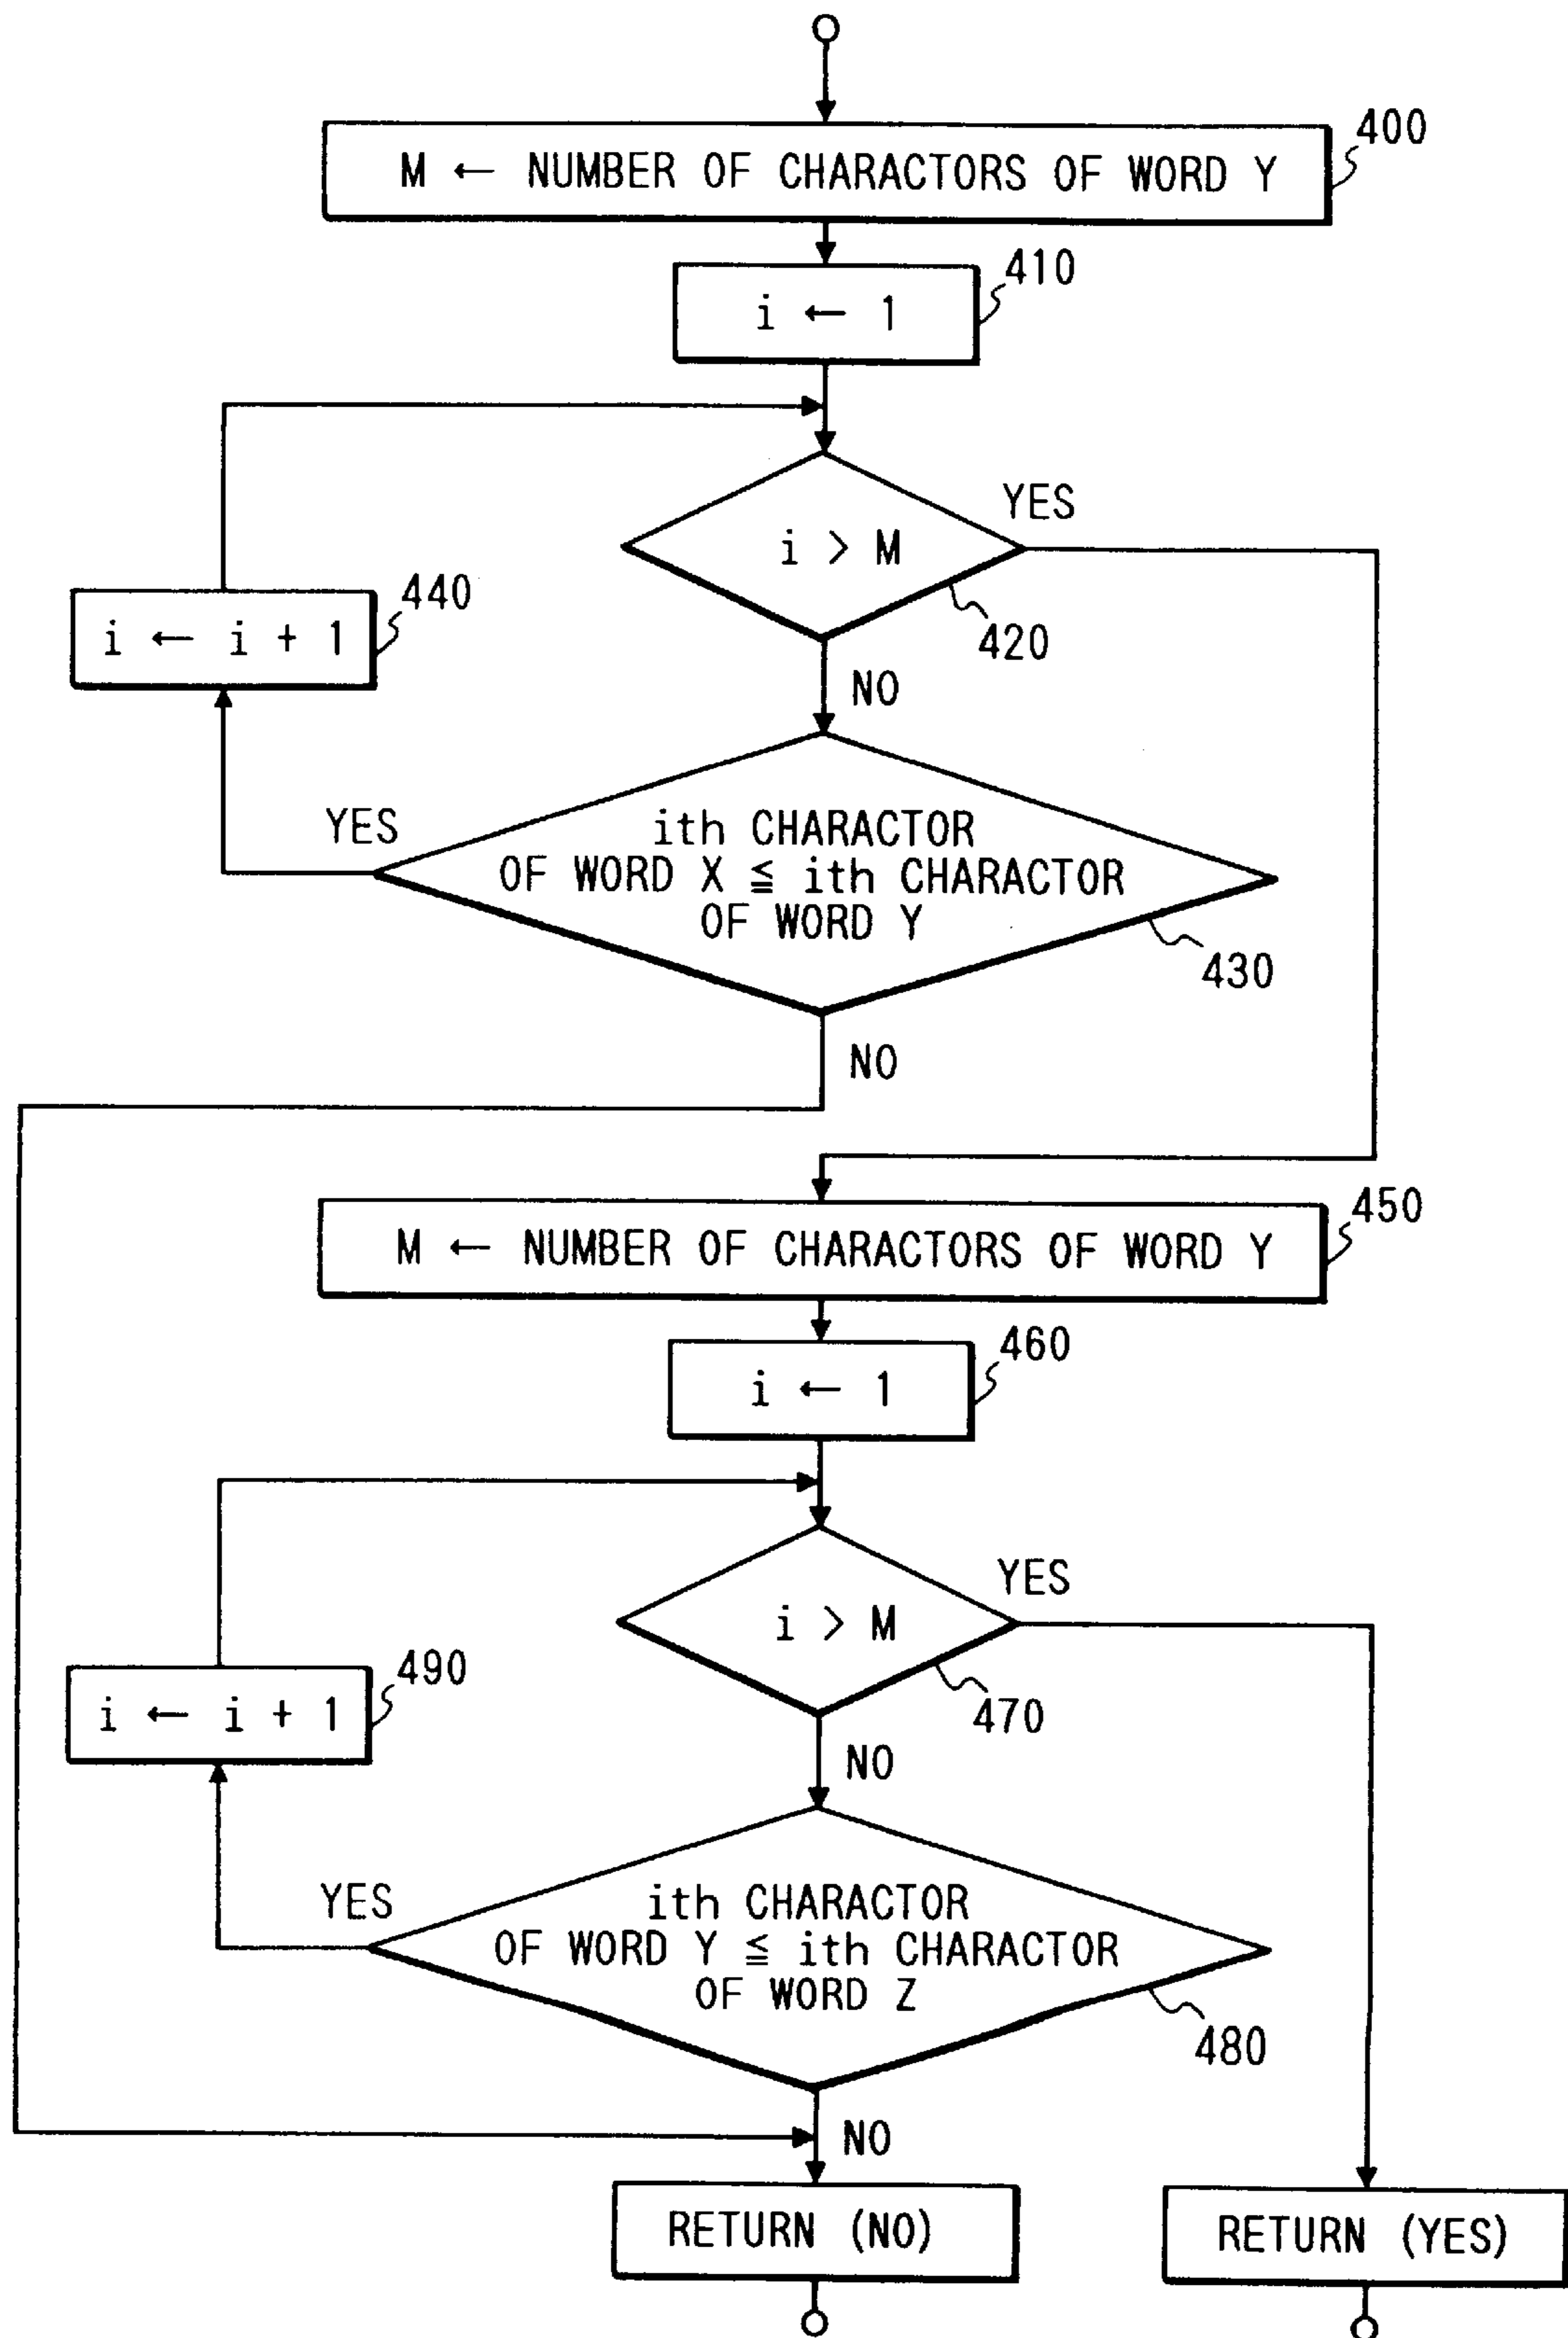 400
M ← NUMBER OF CHARACTORS OF WORD Y
410
i ← 1
YES
i > M
420
440
i ← i + 1
NO
YES
ith CHARACTOR
OF WORD X ≦ ith CHARACTOR
OF WORD Y
430
NO
450
M ← NUMBER OF CHARACTORS OF WORD Y
460
i ← 1
YES
i > M
470
490
i ← i + 1
NO
YES
ith CHARACTOR
OF WORD Y ≦ ith CHARACTOR
OF WORD Z
480
NO
RETURN (NO)
RETURN (YES)